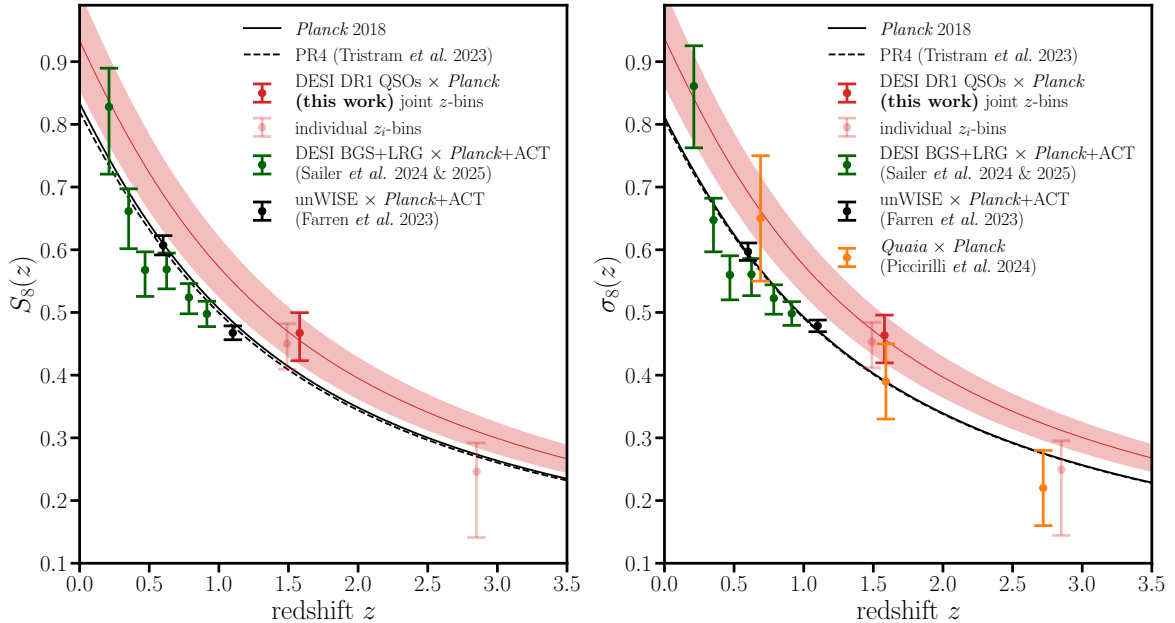 Planck 2018
PR4 (Tristram et al. 2023)
DESI DR1 QSOs × Planck
(this work) joint z-bins
individual zᵢ-bins
DESI BGS+LRG × Planck+ACT
(Sailer et al. 2024 & 2025)
unWISE × Planck+ACT
(Farren et al. 2023)
S₈(z)
0.9
0.8
0.7
0.6
0.5
0.4
0.3
0.2
0.1
0.0 0.5 1.0 1.5 2.0 2.5 3.0 3.5
redshift z
Planck 2018
PR4 (Tristram et al. 2023)
DESI DR1 QSOs × Planck
(this work) joint z-bins
individual zᵢ-bins
DESI BGS+LRG × Planck+ACT
(Sailer et al. 2024 & 2025)
unWISE × Planck+ACT
(Farren et al. 2023)
Quaia × Planck
(Piccirilli et al. 2024)
σ₈(z)
0.9
0.8
0.7
0.6
0.5
0.4
0.3
0.2
0.1
0.0 0.5 1.0 1.5 2.0 2.5 3.0 3.5
redshift z